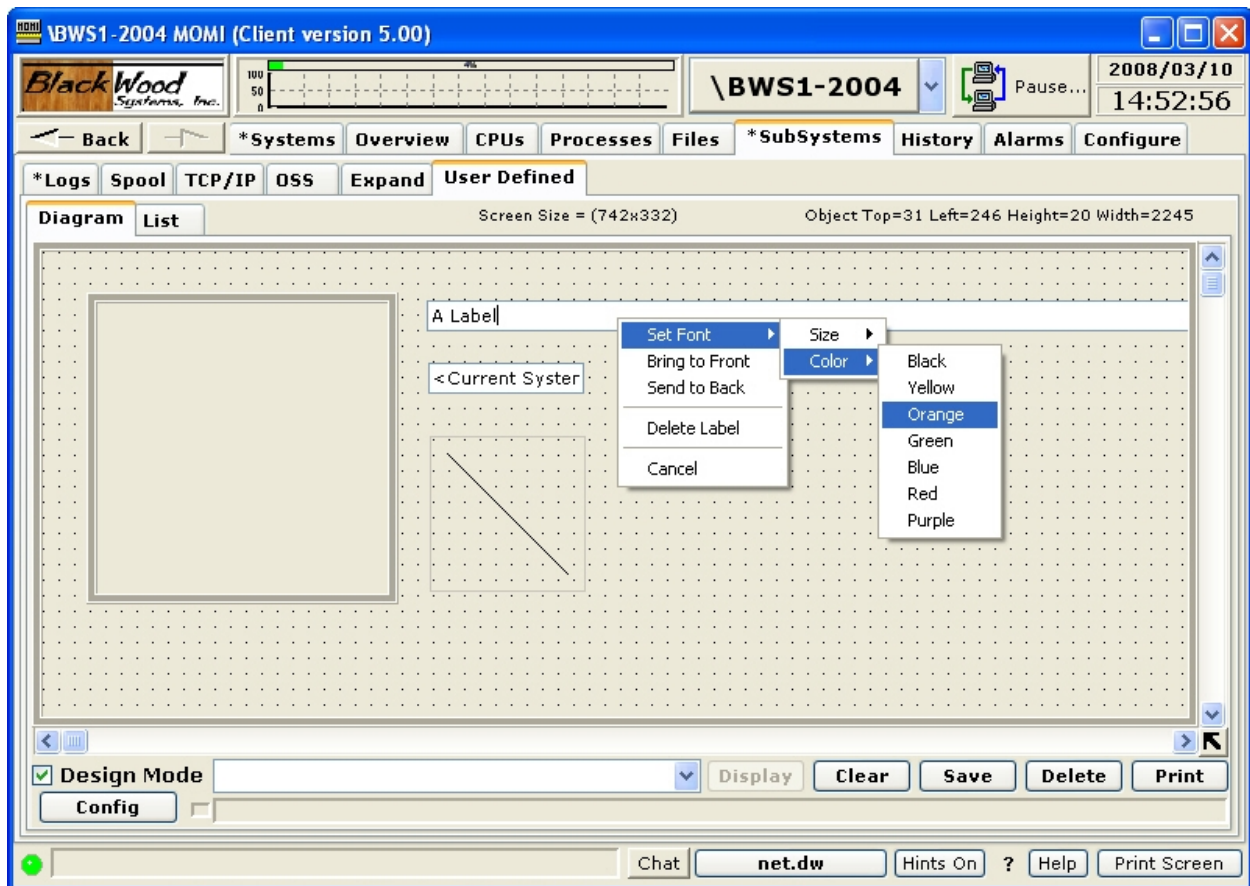 MOMI \BWS1-2004 MOMI (Client version 5.00)
BlackWood
Systems, Inc.
100
50
0
4%
\BWS1-2004
Pause...
2008/03/10
14:52:56
Back *Systems Overview CPUs Processes Files *SubSystems History Alarms Configure
*Logs Spool TCP/IP OSS Expand User Defined
Diagram List Screen Size = (742x332) Object Top=31 Left=246 Height=20 Width=2245
A Label
Set Font Size
Bring to Front Color Black
<Current Syster Send to Back Yellow
Orange
Delete Label Green
Cancel Blue
Red
Purple
Design Mode Display Clear Save Delete Print
Config
Chat net.dw Hints On ? Help Print Screen